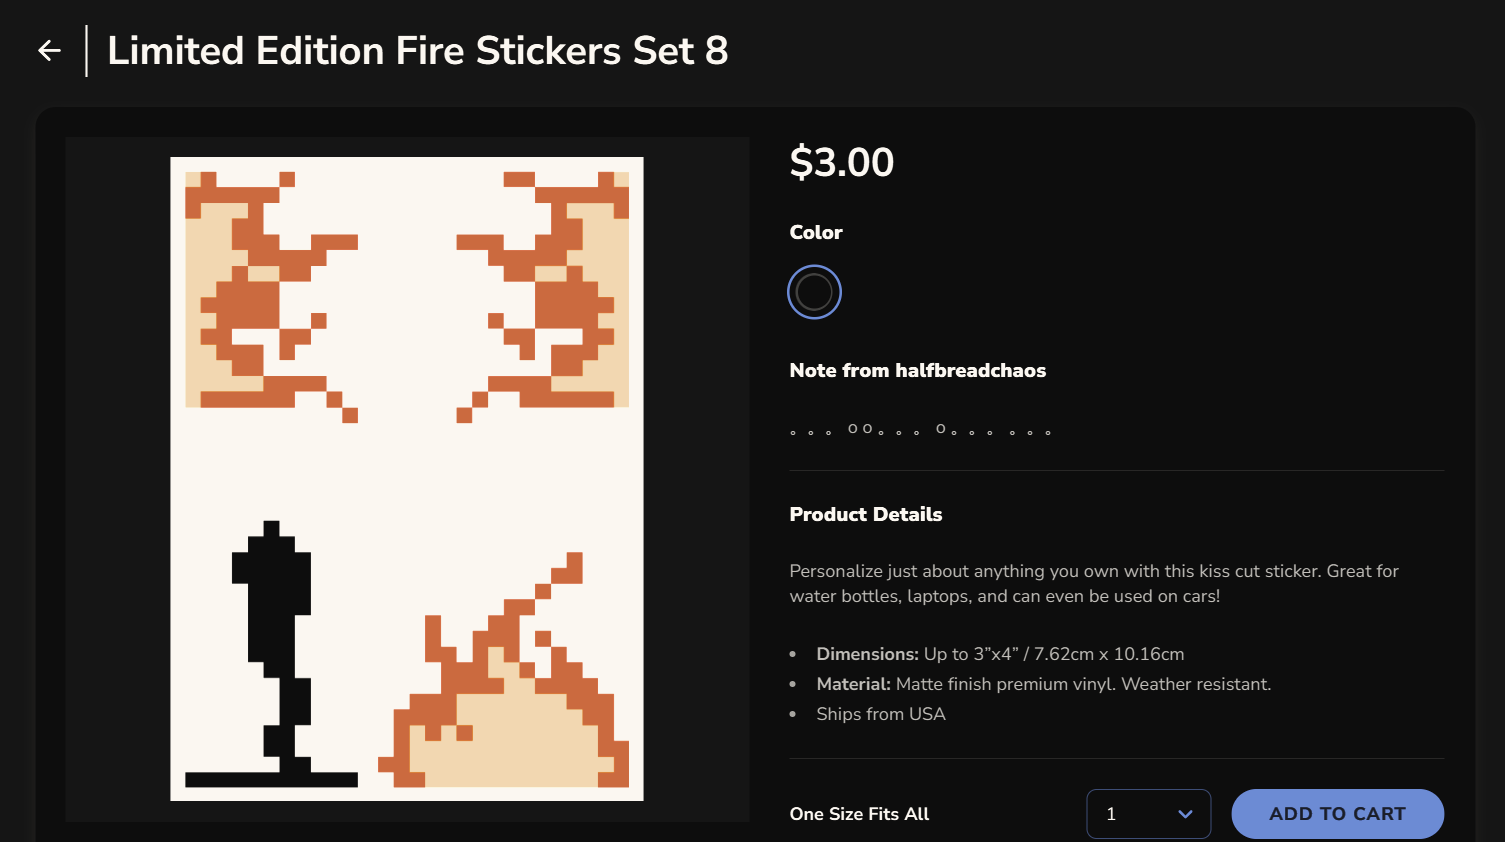 Limited Edition Fire Stickers Set 8
$3.00
Color
Note from halfbreadchaos
。。。 o o 。。。 o 。。。 。。。
Product Details
Personalize just about anything you own with this kiss cut sticker. Great for
water bottles, laptops, and can even be used on cars!
• Dimensions: Up to 3”x4” / 7.62cm x 10.16cm
• Material: Matte finish premium vinyl. Weather resistant.
• Ships from USA
One Size Fits All
1
ADD TO CART